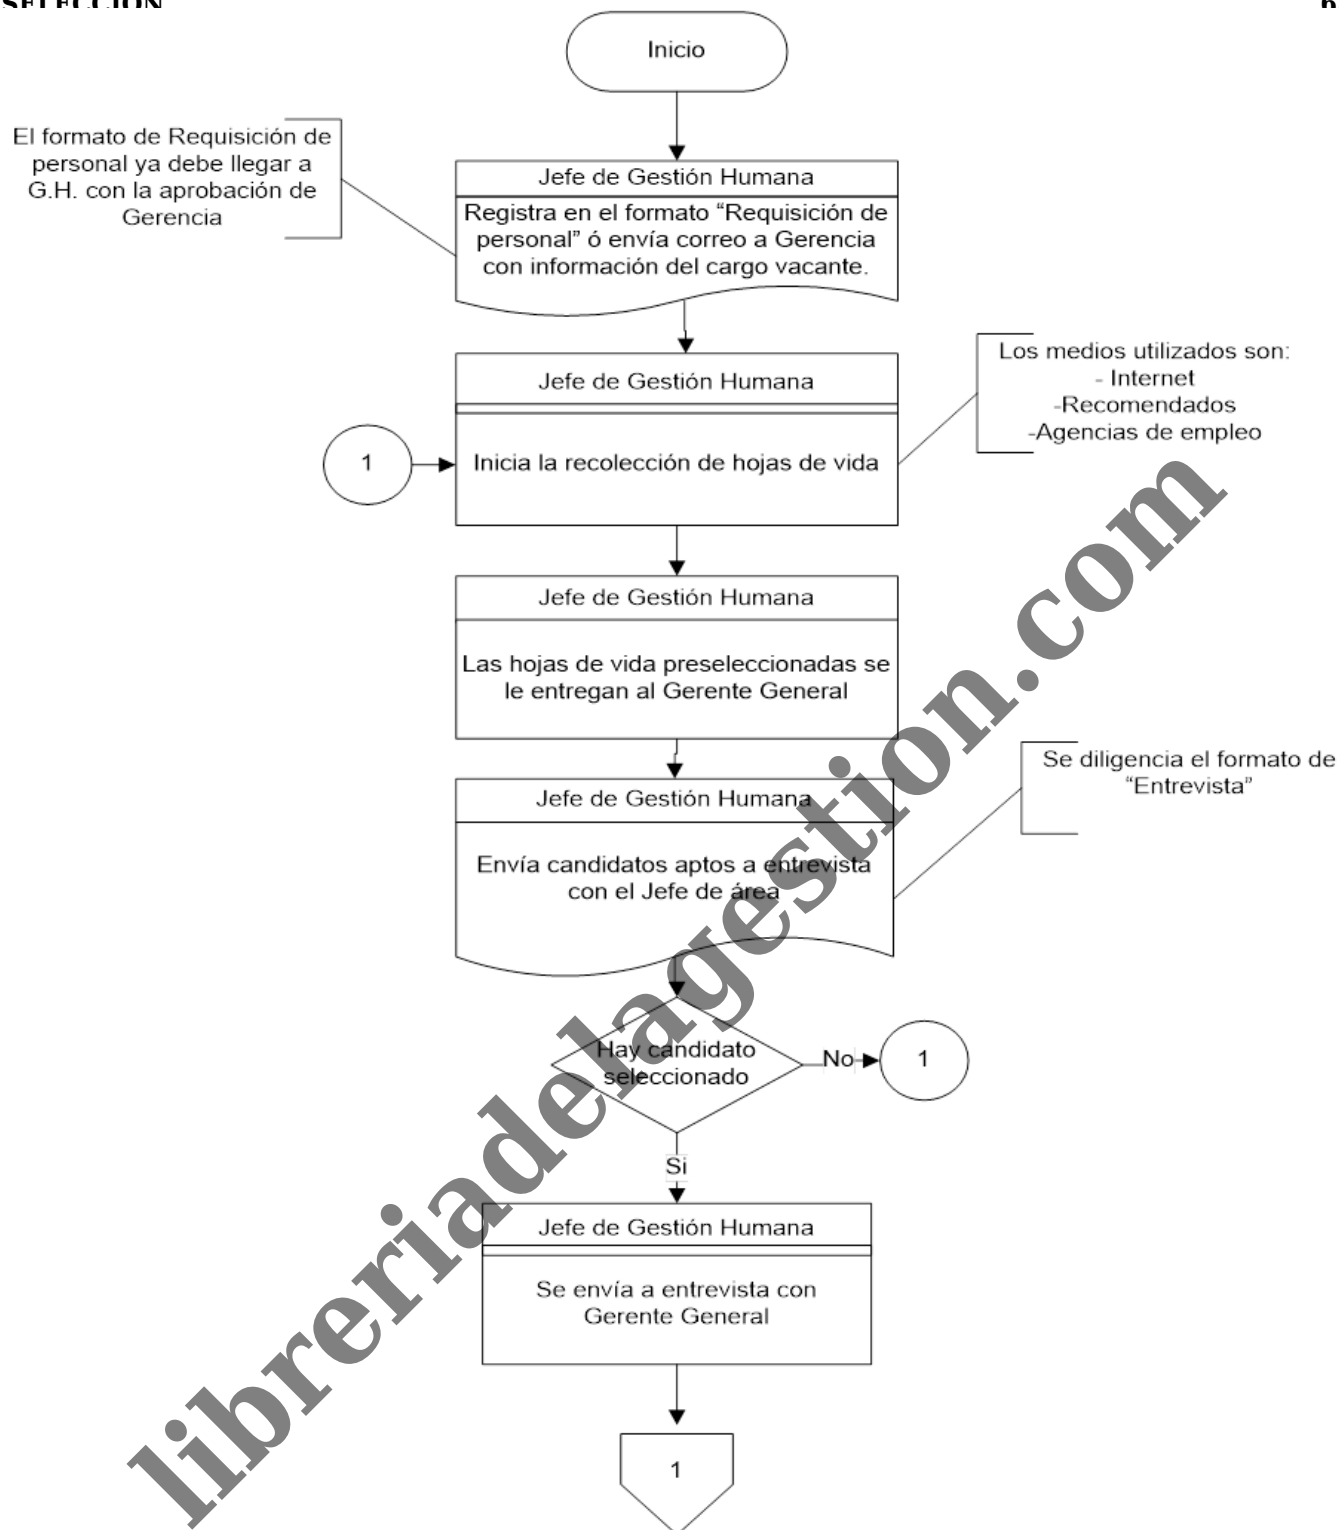 SELECCIÓN
6
Inicio
El formato de Requisición de
personal ya debe llegar a
G.H. con la aprobación de
Gerencia
Jefe de Gestión Humana
Registra en el formato “Requisición de
personal” ó envía correo a Gerencia
con información del cargo vacante.
Los medios utilizados son:
- Internet
-Recomendados
-Agencias de empleo
Jefe de Gestión Humana
1
Inicia la recolección de hojas de vida
Jefe de Gestión Humana
Las hojas de vida preseleccionadas se
le entregan al Gerente General
Se diligencia el formato de
“Entrevista”
Jefe de Gestión Humana
Envía candidatos aptos a entrevista
con el Jefe de área
Hay candidato
seleccionado
No
1
Si
Jefe de Gestión Humana
Se envía a entrevista con
Gerente General
1
libreriadelagestion.com